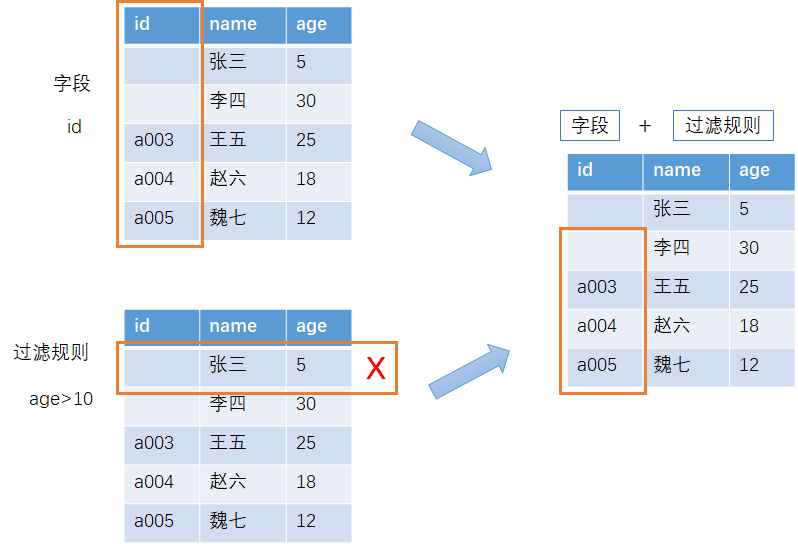 字段
id
id name age
张三 5
李四 30
a003 王五 25
a004 赵六 18
a005 魏七 12
过滤规则
age>10
id name age
张三 5 X
李四 30
a003 王五 25
a004 赵六 18
a005 魏七 12
字段 + 过滤规则
id name age
张三 5
李四 30
a003 王五 25
a004 赵六 18
a005 魏七 12